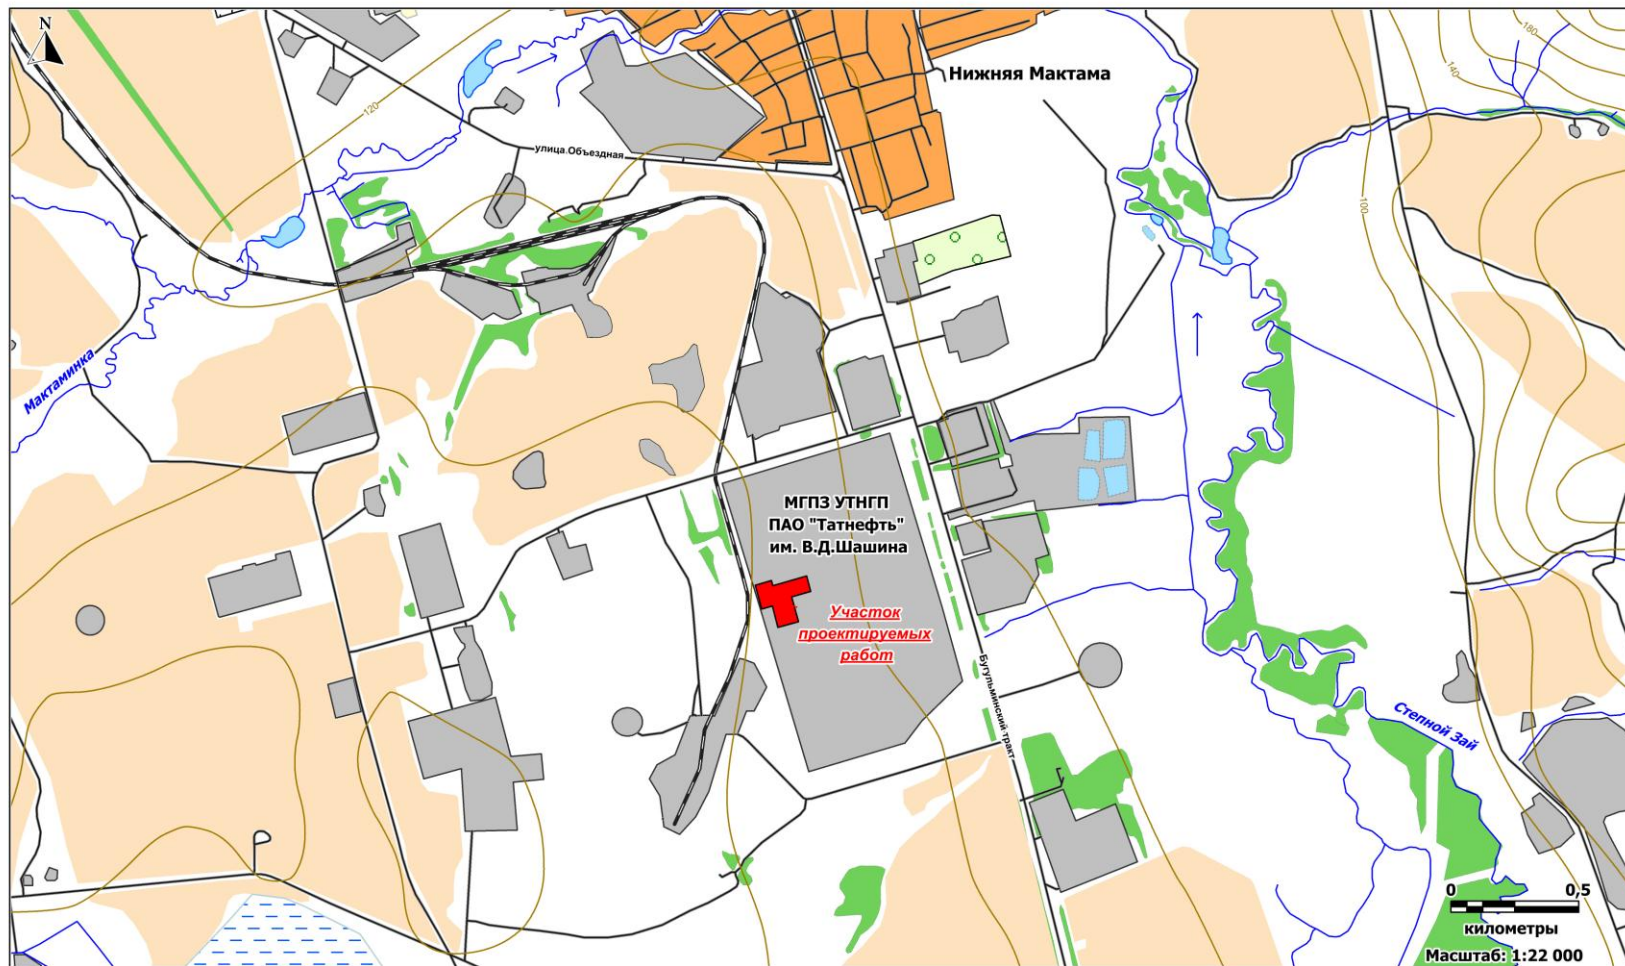 N
180
140
Нижняя Мактама
120
улица Объездная
100
Мактаминка
МГПЗ УТНГП
ПАО "Татнефть"
им. В.Д.Шашина
Участок
проектируемых
работ
Бугульминский тракт
Степной Зай
0 0,5
километры
Масштаб: 1:22 000